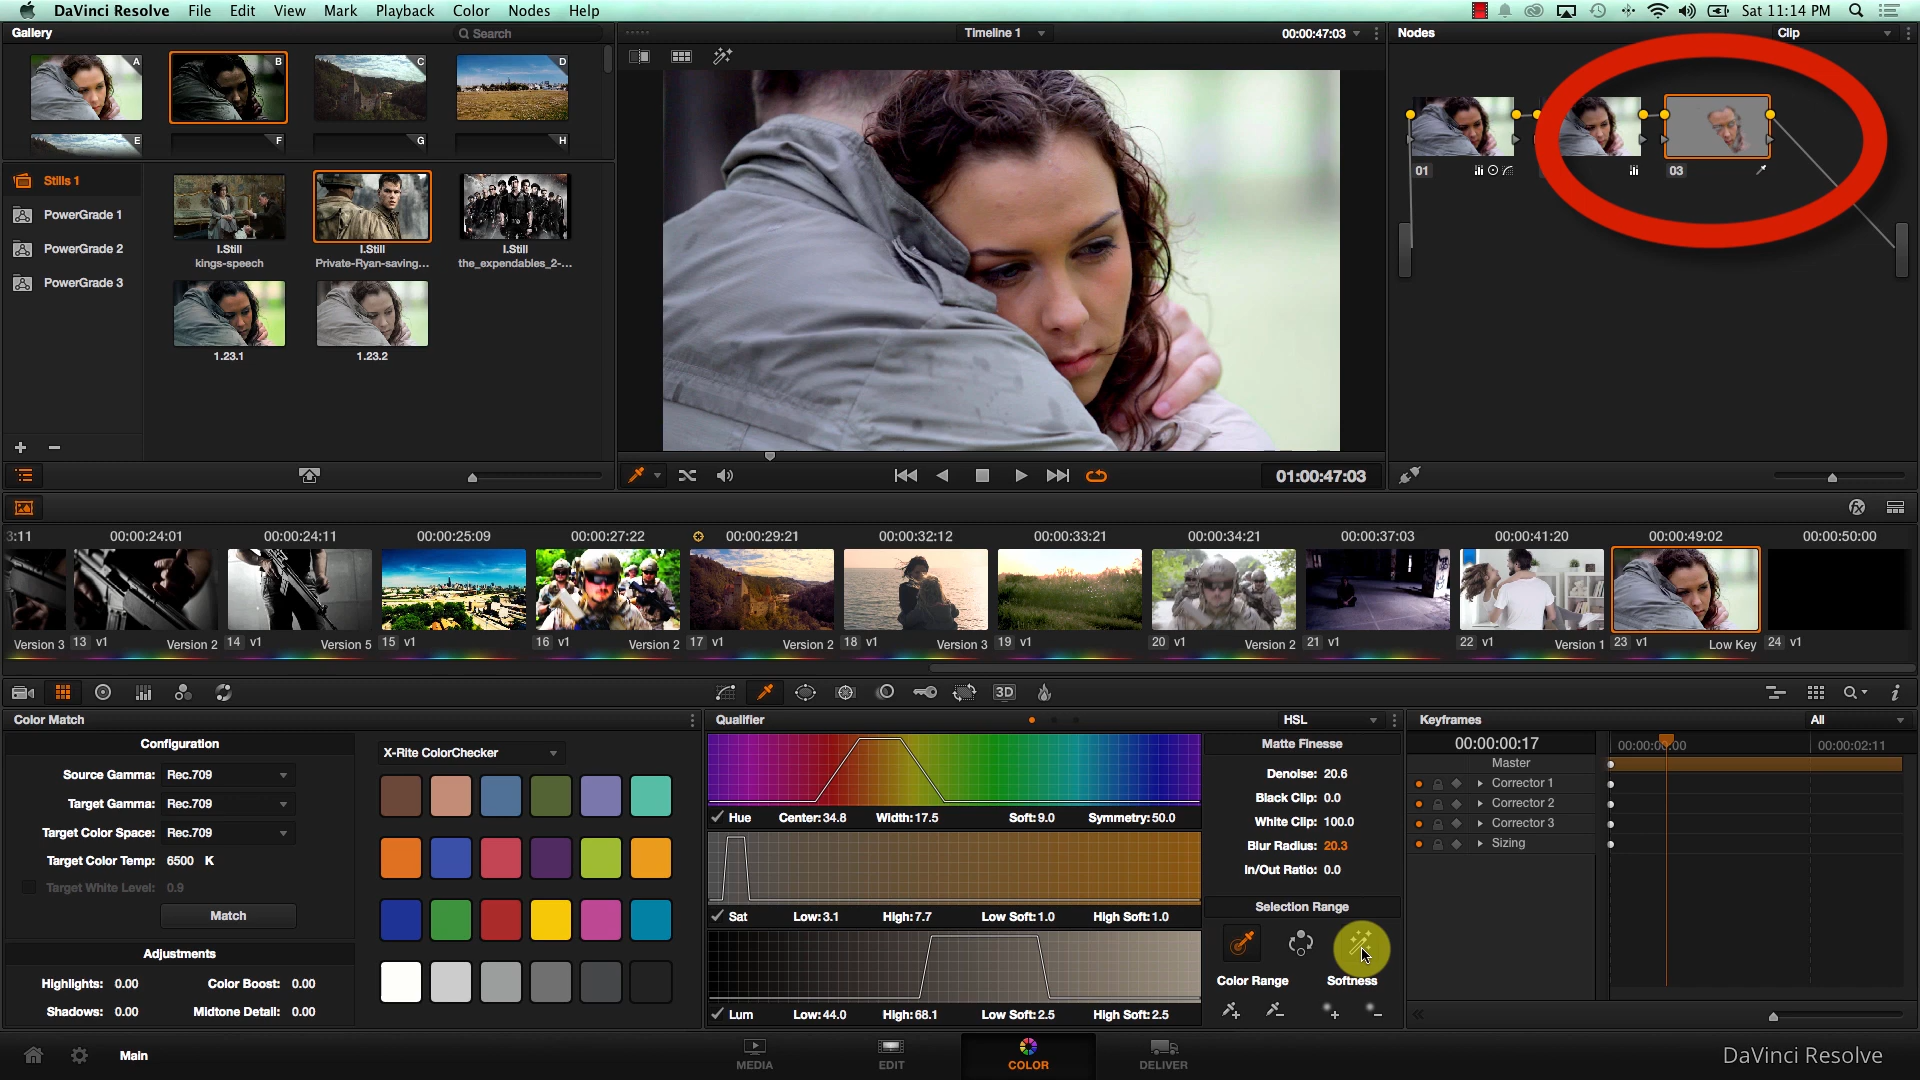 DaVinci Resolve File Edit View Mark Playback Color Nodes Help Sat 11:14 PM
Gallery Search Timeline 1 00:00:47:03 Nodes Clip
A B C D
E F G H
Stills 1
PowerGrade 1
PowerGrade 2
PowerGrade 3
I.Still I.Still I.Still
kings-speech Private-Ryan-saving... the_expendables_2-...
1.23.1 1.23.2
01 03
01:00:47:03
3:11 00:00:24:01 00:00:24:11 00:00:25:09 00:00:27:22 00:00:29:21 00:00:32:12 00:00:33:21 00:00:34:21 00:00:37:03 00:00:41:20 00:00:49:02 00:00:50:00
Version 3 13 v1 Version 2 14 v1 Version 5 15 v1 16 v1 Version 2 17 v1 Version 2 18 v1 Version 3 19 v1 20 v1 Version 2 21 v1 22 v1 Version 1 23 v1 Low Key 24 v1
3D
Color Match
Configuration
Source Gamma: Rec.709
Target Gamma: Rec.709
Target Color Space: Rec.709
Target Color Temp: 6500 K
Target White Level: 0.9
Match
Adjustments
Highlights: 0.00 Color Boost: 0.00
Shadows: 0.00 Midtone Detail: 0.00
X-Rite ColorChecker
Qualifier HSL
Hue Center: 34.8 Width: 17.5 Soft: 9.0 Symmetry: 50.0
Sat Low: 3.1 High: 7.7 Low Soft: 1.0 High Soft: 1.0
Lum Low: 44.0 High: 68.1 Low Soft: 2.5 High Soft: 2.5
Matte Finesse
Denoise: 20.6
Black Clip: 0.0
White Clip: 100.0
Blur Radius: 20.3
In/Out Ratio: 0.0
Selection Range
Color Range Softness
Keyframes All
00:00:00:17 00:00:00:00 00:00:02:11
Master
Corrector 1
Corrector 2
Corrector 3
Sizing
Main MEDIA EDIT COLOR DELIVER DaVinci Resolve